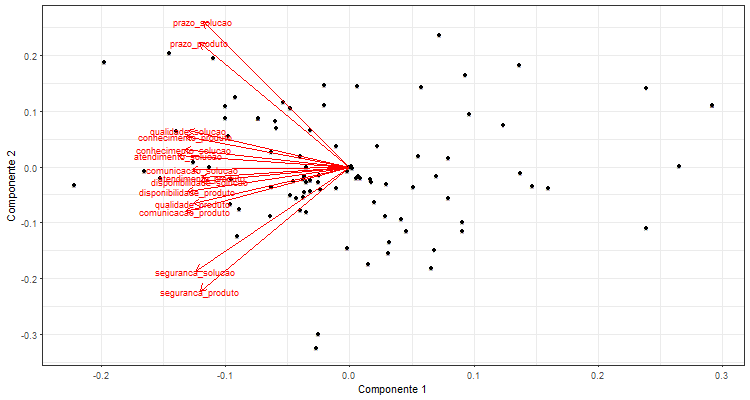 prazo_solucao
prazo_produto
qualidade_solucao
conhecimento_produto
conhecimento_solucao
atendimento_solucao
comunicacao_solucao
atendimento_produto
disponibilidade_solucao
disponibilidade_produto
qualidade_produto
comunicacao_produto
seguranca_solucao
seguranca_produto
Componente 2
0.2
0.1
0.0
-0.1
-0.2
-0.3
-0.2
-0.1
0.0
0.1
0.2
0.3
Componente 1